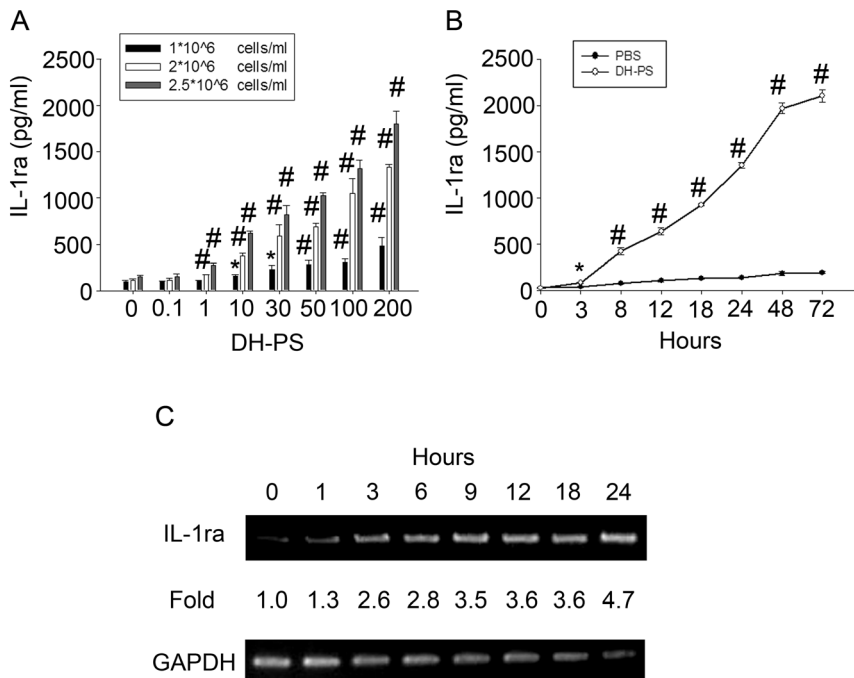 A
IL-1ra (pg/ml)
2500
2000
1500
1000
500
0
1*10^6 cells/ml
2*10^6 cells/ml
2.5*10^6 cells/ml
# # * # # * # # # # # # # # # # #
0 0.1 1 10 30 50 100 200
DH-PS
B
IL-1ra (pg/ml)
2500
2000
1500
1000
500
0
PBS
DH-PS
* # # # # # #
0 3 8 12 18 24 48 72
Hours
C
Hours
0 1 3 6 9 12 18 24
IL-1ra
Fold 1.0 1.3 2.6 2.8 3.5 3.6 3.6 4.7
GAPDH